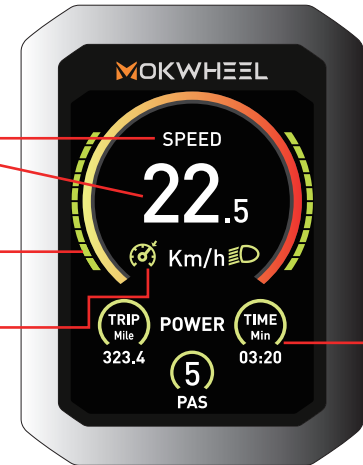 MOKWHEEL
SPEED
22.5
Km/h
TRIP
Mile
323.4
POWER
TIME
Min
03:20
5
PAS